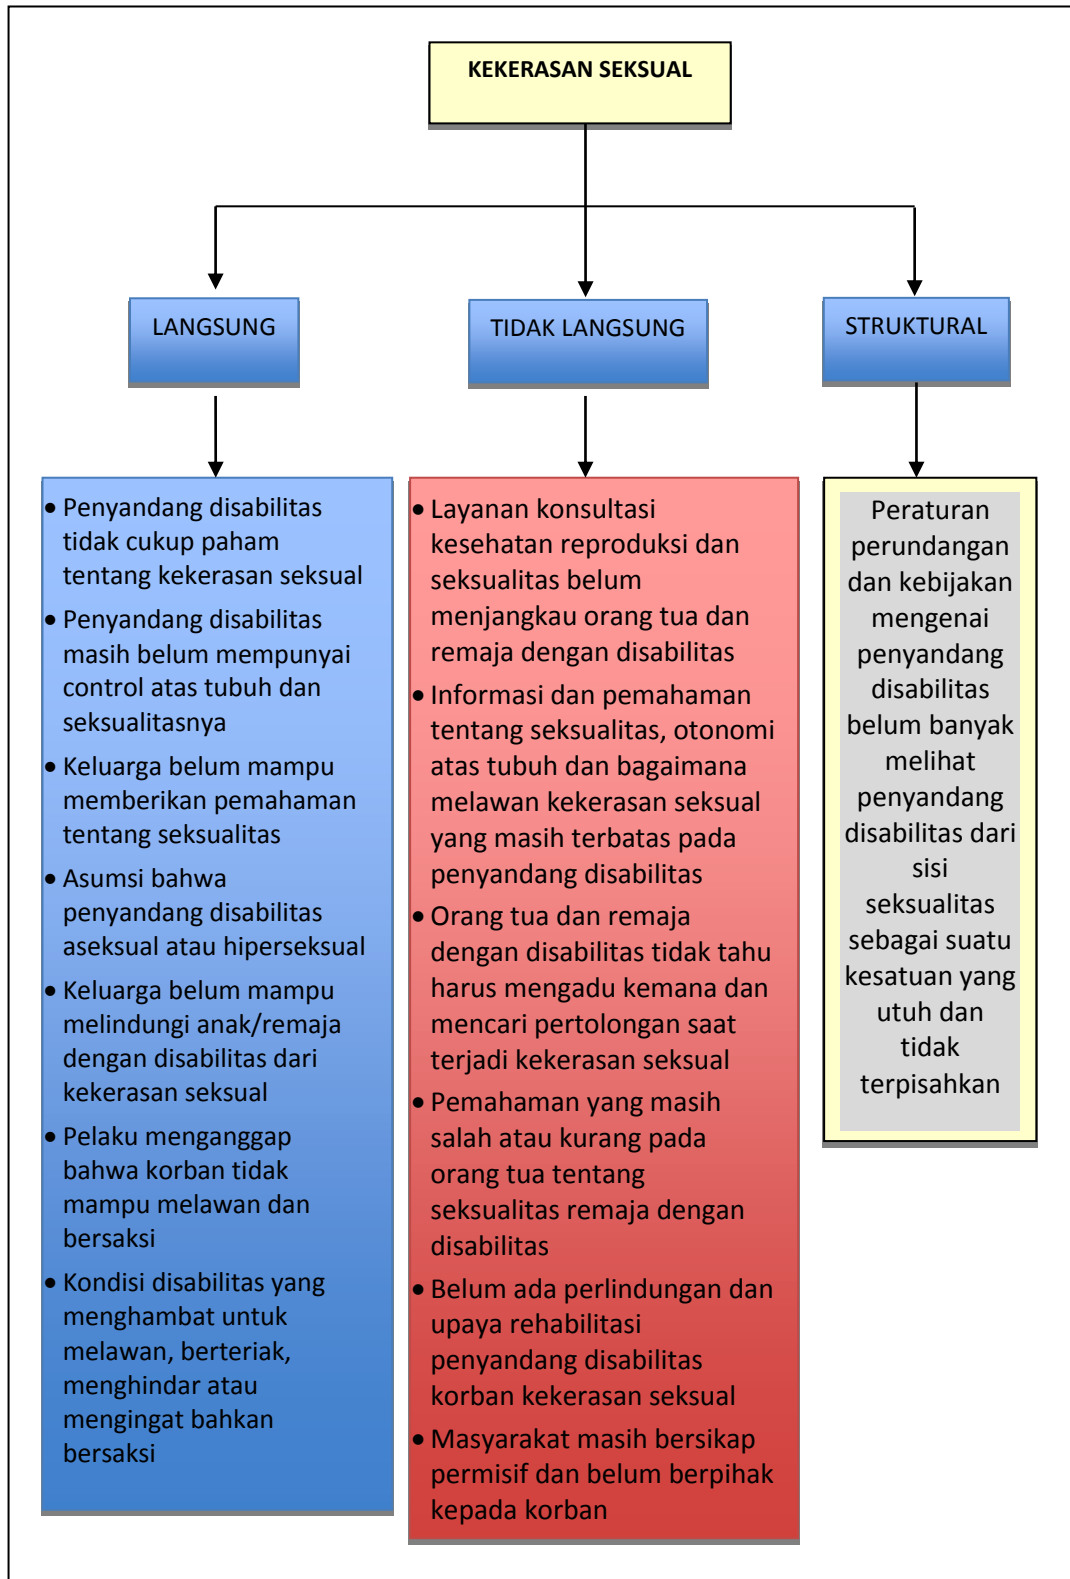 KEKERASAN SEKSUAL
LANGSUNG
TIDAK LANGSUNG
STRUKTURAL
• Penyandang disabilitas
tidak cukup paham
tentang kekerasan seksual
• Penyandang disabilitas
masih belum mempunyai
control atas tubuh dan
seksualitasnya
• Keluarga belum mampu
memberikan pemahaman
tentang seksualitas
• Asumsi bahwa
penyandang disabilitas
aseksual atau hiperseksual
• Keluarga belum mampu
melindungi anak/remaja
dengan disabilitas dari
kekerasan seksual
• Pelaku menganggap
bahwa korban tidak
mampu melawan dan
bersaksi
• Kondisi disabilitas yang
menghambat untuk
melawan, berteriak,
menghindar atau
mengingat bahkan
bersaksi
• Layanan konsultasi
kesehatan reproduksi dan
seksualitas belum
menjangkau orang tua dan
remaja dengan disabilitas
• Informasi dan pemahaman
tentang seksualitas, otonomi
atas tubuh dan bagaimana
melawan kekerasan seksual
yang masih terbatas pada
penyandang disabilitas
• Orang tua dan remaja
dengan disabilitas tidak tahu
harus mengadu kemana dan
mencari pertolongan saat
terjadi kekerasan seksual
• Pemahaman yang masih
salah atau kurang pada
orang tua tentang
seksualitas remaja dengan
disabilitas
• Belum ada perlindungan dan
upaya rehabilitasi
penyandang disabilitas
korban kekerasan seksual
• Masyarakat masih bersikap
permisif dan belum berpihak
kepada korban
Peraturan
perundangan
dan kebijakan
mengenai
penyandang
disabilitas
belum banyak
melihat
penyandang
disabilitas dari
sisi
seksualitas
sebagai suatu
kesatuan yang
utuh dan
tidak
terpisahkan